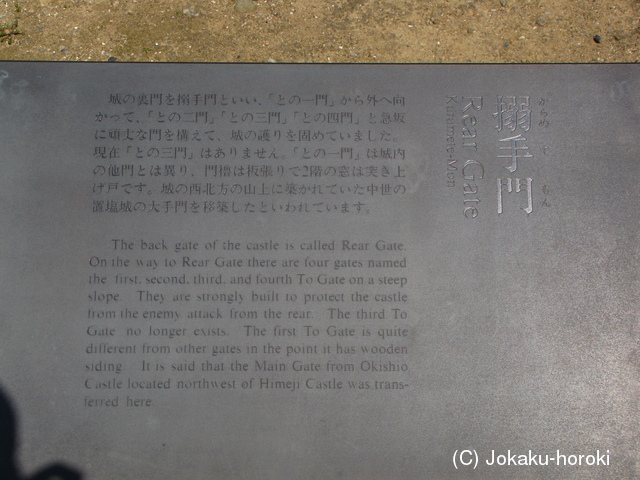 からめてもん
搦手門
Rear Gate
Karamete-Mon
城の裏門を搦手門といい、「との一門」から外へ向
かって、「との二門」「との三門」「との四門」と急坂
に頑丈な門を構えて、城の護りを固めていました。
現在「との三門」はありません。「との一門」は城内
の他門とは異り、門櫓は板張りで2階の窓は突き上
げ戸です。城の西北方の山上に築かれていた中世の
置塩城の大手門を移築したといわれています。
The back gate of the castle is called Rear Gate.
On the way to Rear Gate there are four gates named
the first, second, third, and fourth To Gate on a steep
slope. They are strongly built to protect the castle
from the enemy attack from the rear. The third To
Gate no longer exists. The first To Gate is quite
different from other gates in the point it has wooden
siding. It is said that the Main Gate from Okishio
Castle located northwest of Himeji Castle was trans-
ferred here.
(C) Jokaku-horoki